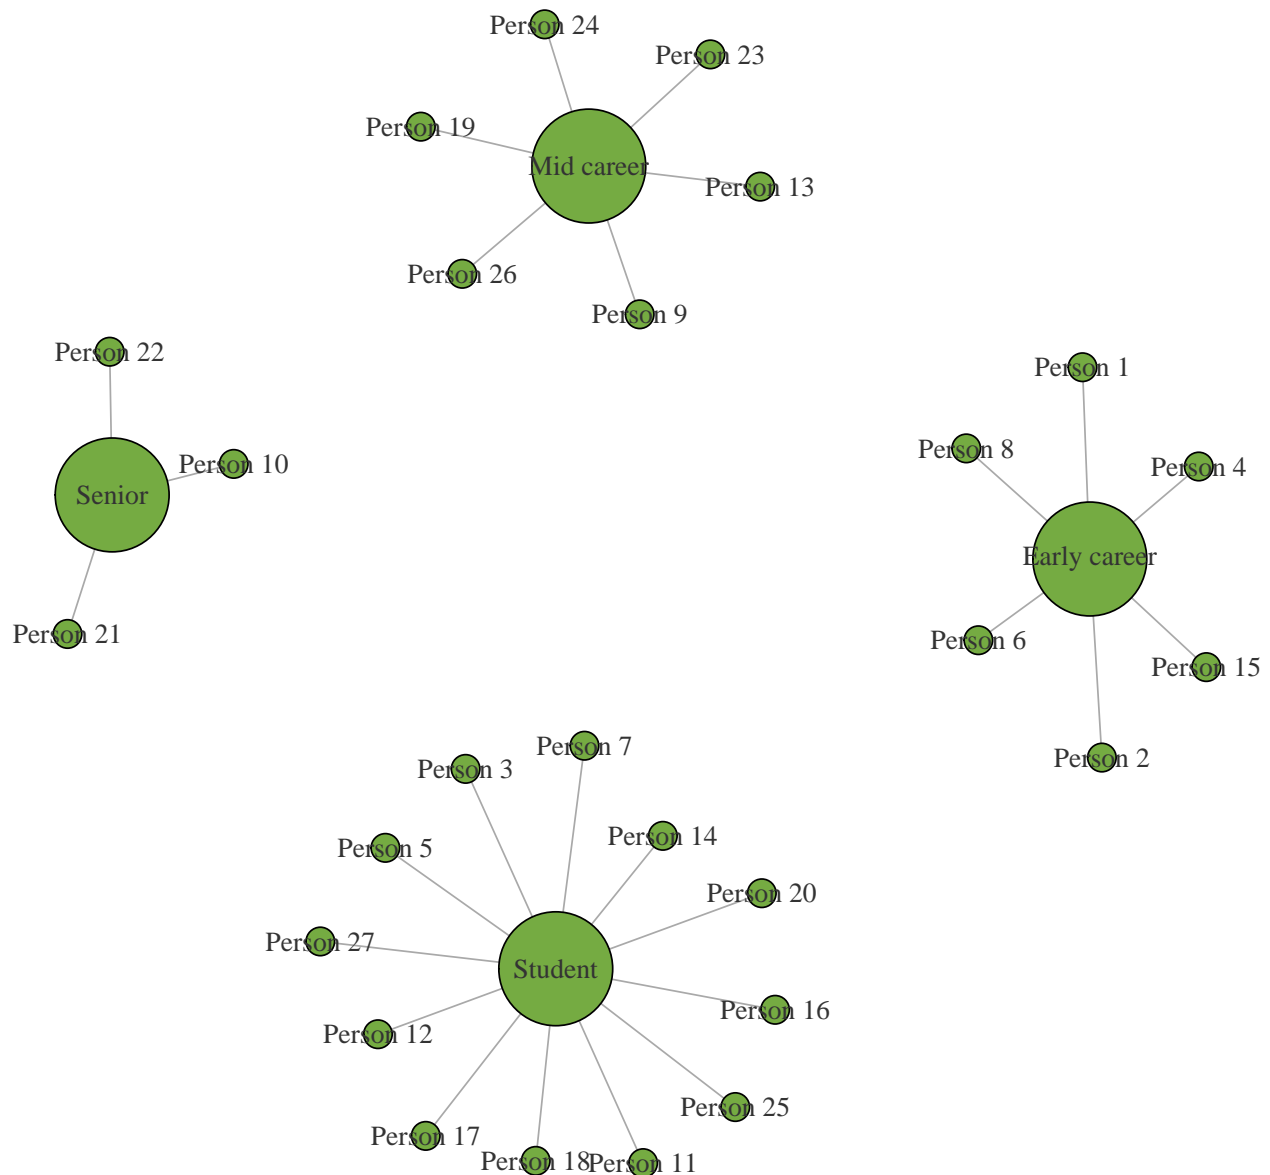 Person 24
Person 23
Person 19
Mid career
Person 13
Person 26
Person 9
Person 22
Person 10
Senior
Person 21
Person 1
Person 8
Person 4
Early career
Person 6
Person 15
Person 2
Person 7
Person 3
Person 14
Person 5
Person 20
Person 27
Student
Person 16
Person 12
Person 25
Person 17
Person 18
Person 11